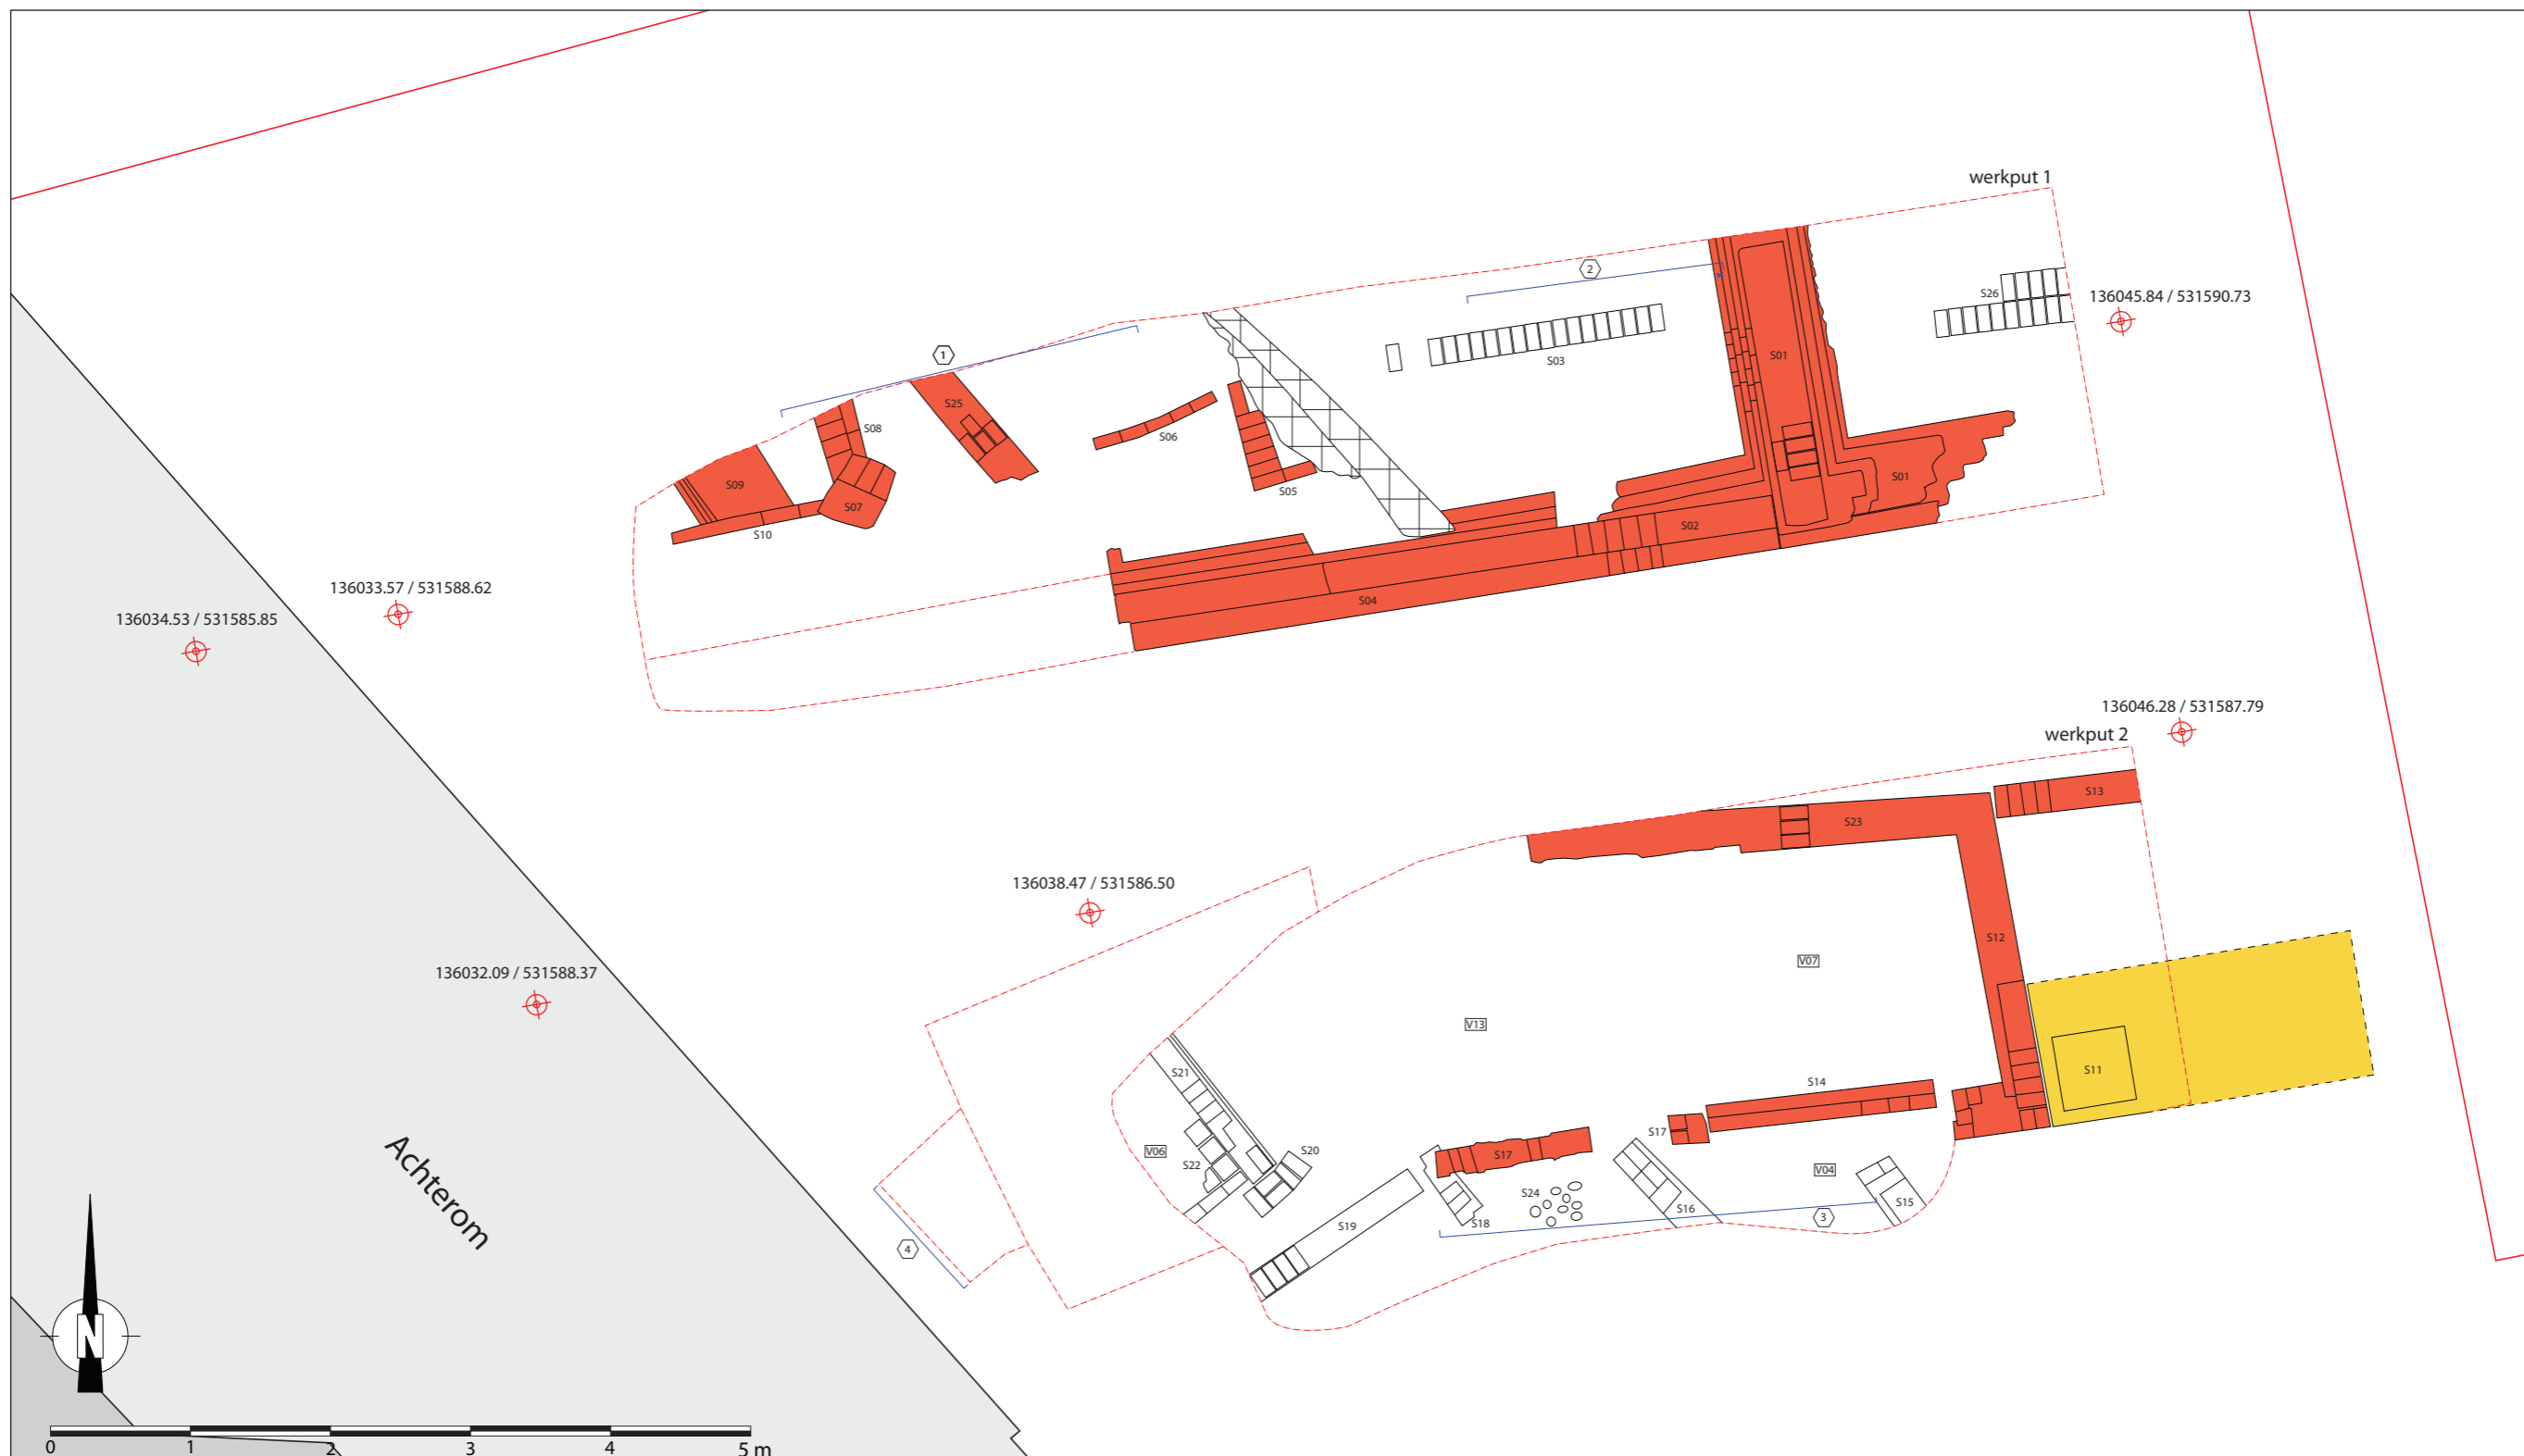 werkput 1
2
S26
136045.84 / 531590.73
1
S03
S01
S25
S08
S06
S09
S07
S05
S01
S10
S02
136033.57 / 531588.62
S04
136034.53 / 531585.85
136046.28 / 531587.79
werkput 2
S13
S23
136038.47 / 531586.50
S12
V07
136032.09 / 531588.37
V13
S21
S11
S14
S17
V06
S20
S22
S17
V04
S24
S19
S18
S16
S15
3
4
Achterom
N
0 1 2 3 4 5 m